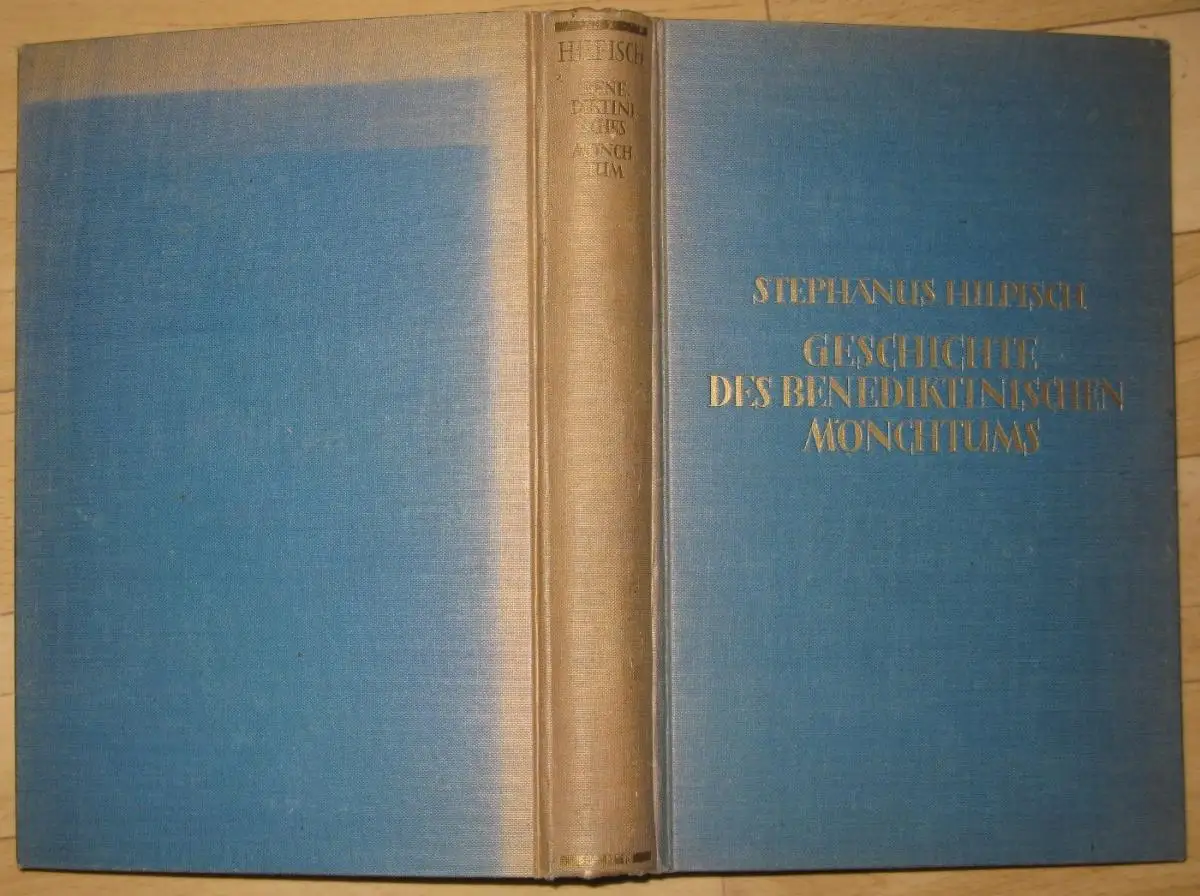 HILPISCH
BENE
DIKTINI
SCHES
MÖNCH
TUM
STEPHANUS HILPISCH
GESCHICHTE
DES BENEDIKTINISCHEN
MÖNCHTUMS